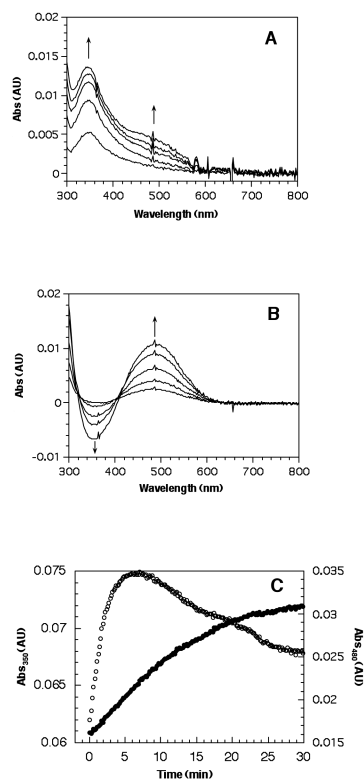 0.02
0.015
0.01
0.005
0
A
Abs (AU)
300 400 500 600 700 800
Wavelength (nm)
0.02
0.01
0
-0.01
B
Abs (AU)
300 400 500 600 700 800
Wavelength (nm)
0.075
0.07
0.065
0.06
C
0.035
0.03
0.025
0.02
0.015
Abs350 (AU)
Abs480 (AU)
0 5 10 15 20 25 30
Time (min)